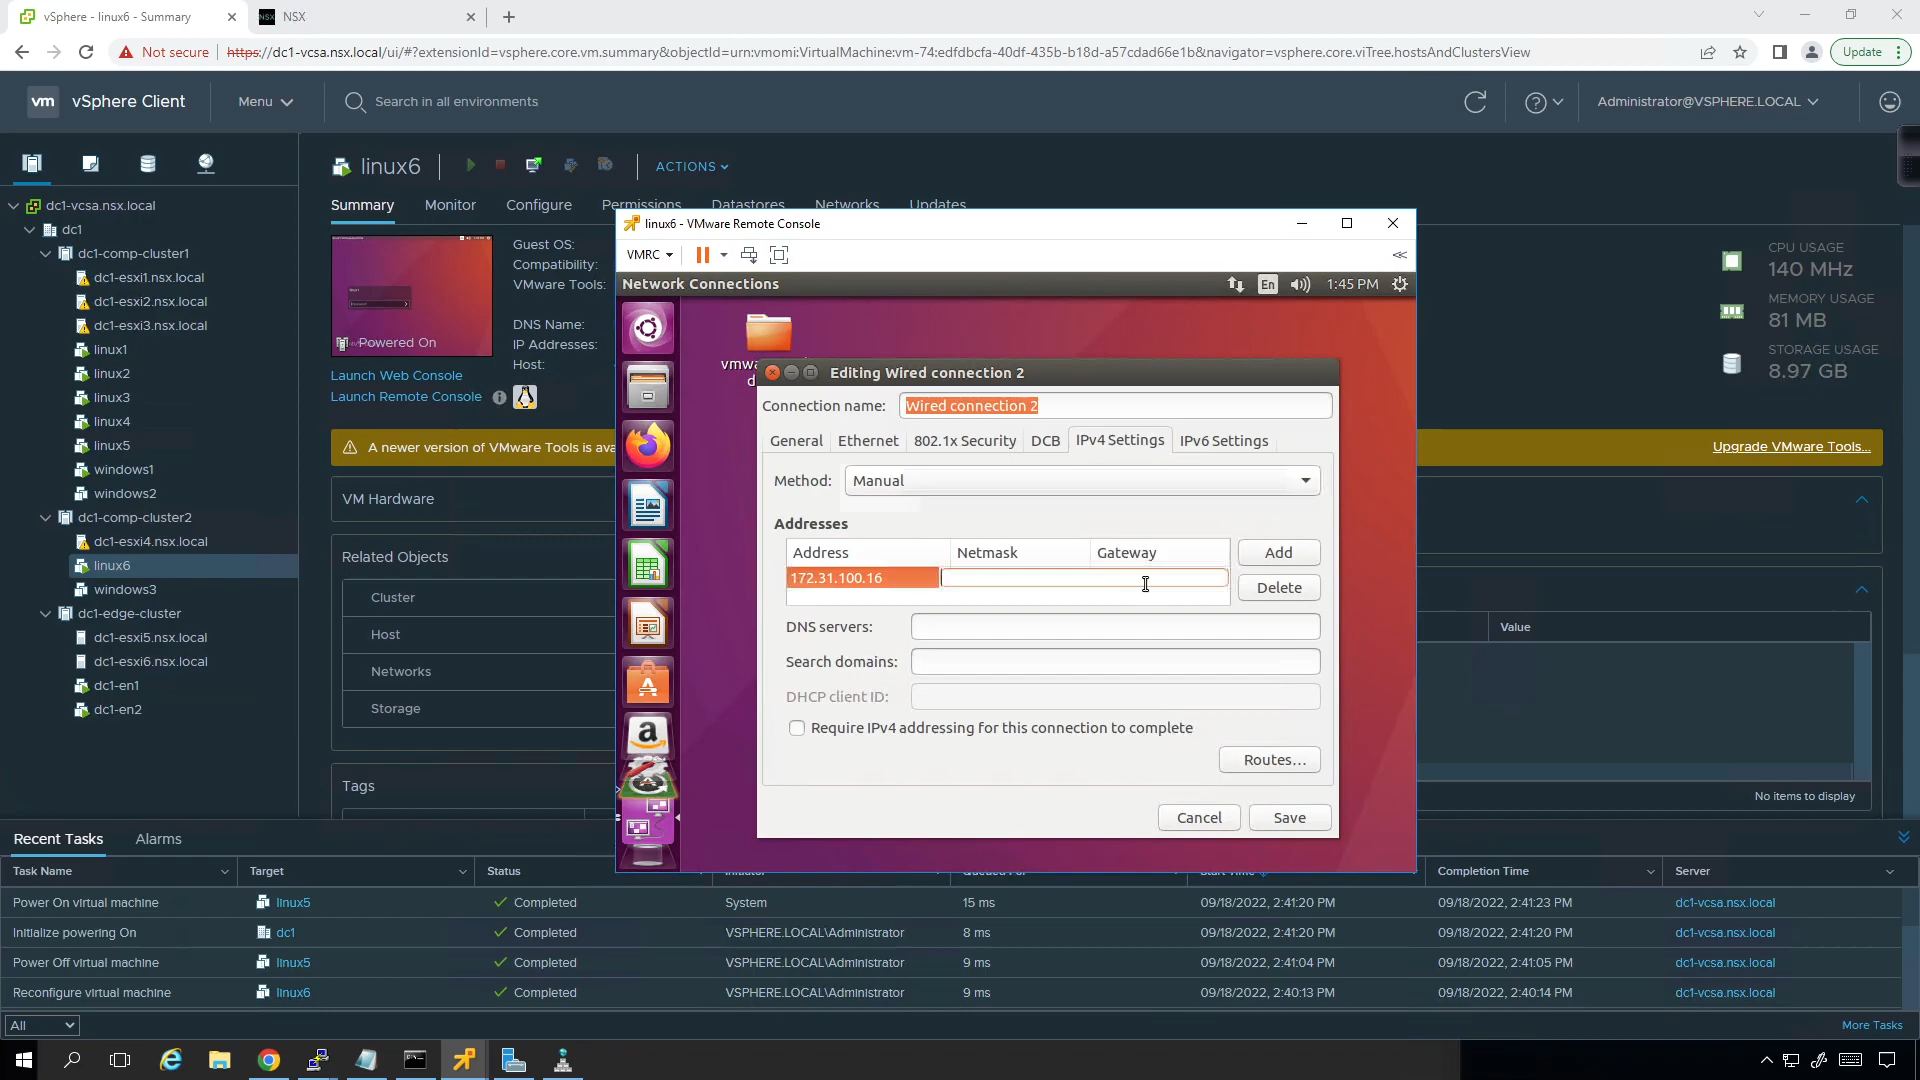 vSphere - linux6 - Summary
NSX NSX
Not secure https://dc1-vcsa.nsx.local/ui/#?extensionId=vsphere.core.vm.summary&objectId=urn:vmomi:VirtualMachine:vm-74:edfdbcfa-40df-435b-b18d-a57cdad66e1b&navigator=vsphere.core.viTree.hostsAndClustersView
Update
vm vSphere Client
Menu
Search in all environments
Administrator@VSPHERE.LOCAL
dc1-vcsa.nsx.local
dc1
dc1-comp-cluster1
dc1-esxi1.nsx.local
dc1-esxi2.nsx.local
dc1-esxi3.nsx.local
linux1
linux2
linux3
linux4
linux5
windows1
windows2
dc1-comp-cluster2
dc1-esxi4.nsx.local
linux6
windows3
dc1-edge-cluster
dc1-esxi5.nsx.local
dc1-esxi6.nsx.local
dc1-en1
dc1-en2
linux6
ACTIONS
Summary Monitor Configure Permissions Datastores Networks Updates
Powered On
Guest OS:
Compatibility:
VMware Tools:
DNS Name:
IP Addresses:
Host:
Launch Web Console
Launch Remote Console
CPU USAGE
140 MHz
MEMORY USAGE
81 MB
STORAGE USAGE
8.97 GB
A newer version of VMware Tools is ava
Upgrade VMware Tools...
VM Hardware
Related Objects
Cluster
Host
Networks
Storage
Tags
Value
No items to display
linux6 - VMware Remote Console
VMRC
Network Connections
En
1:45 PM
vmwa
d
Editing Wired connection 2
Connection name: Wired connection 2
General Ethernet 802.1x Security DCB IPv4 Settings IPv6 Settings
Method: Manual
Addresses
Address Netmask Gateway
172.31.100.16
Add
Delete
DNS servers:
Search domains:
DHCP client ID:
Require IPv4 addressing for this connection to complete
Routes...
Cancel Save
Recent Tasks Alarms
Task Name Target Status Initiator Queued For Start Time Completion Time Server
Power On virtual machine linux5 Completed System 15 ms 09/18/2022, 2:41:20 PM 09/18/2022, 2:41:23 PM dc1-vcsa.nsx.local
Initialize powering On dc1 Completed VSPHERE.LOCAL\Administrator 8 ms 09/18/2022, 2:41:20 PM 09/18/2022, 2:41:20 PM dc1-vcsa.nsx.local
Power Off virtual machine linux5 Completed VSPHERE.LOCAL\Administrator 9 ms 09/18/2022, 2:41:04 PM 09/18/2022, 2:41:05 PM dc1-vcsa.nsx.local
Reconfigure virtual machine linux6 Completed VSPHERE.LOCAL\Administrator 9 ms 09/18/2022, 2:40:13 PM 09/18/2022, 2:40:14 PM dc1-vcsa.nsx.local
All
More Tasks